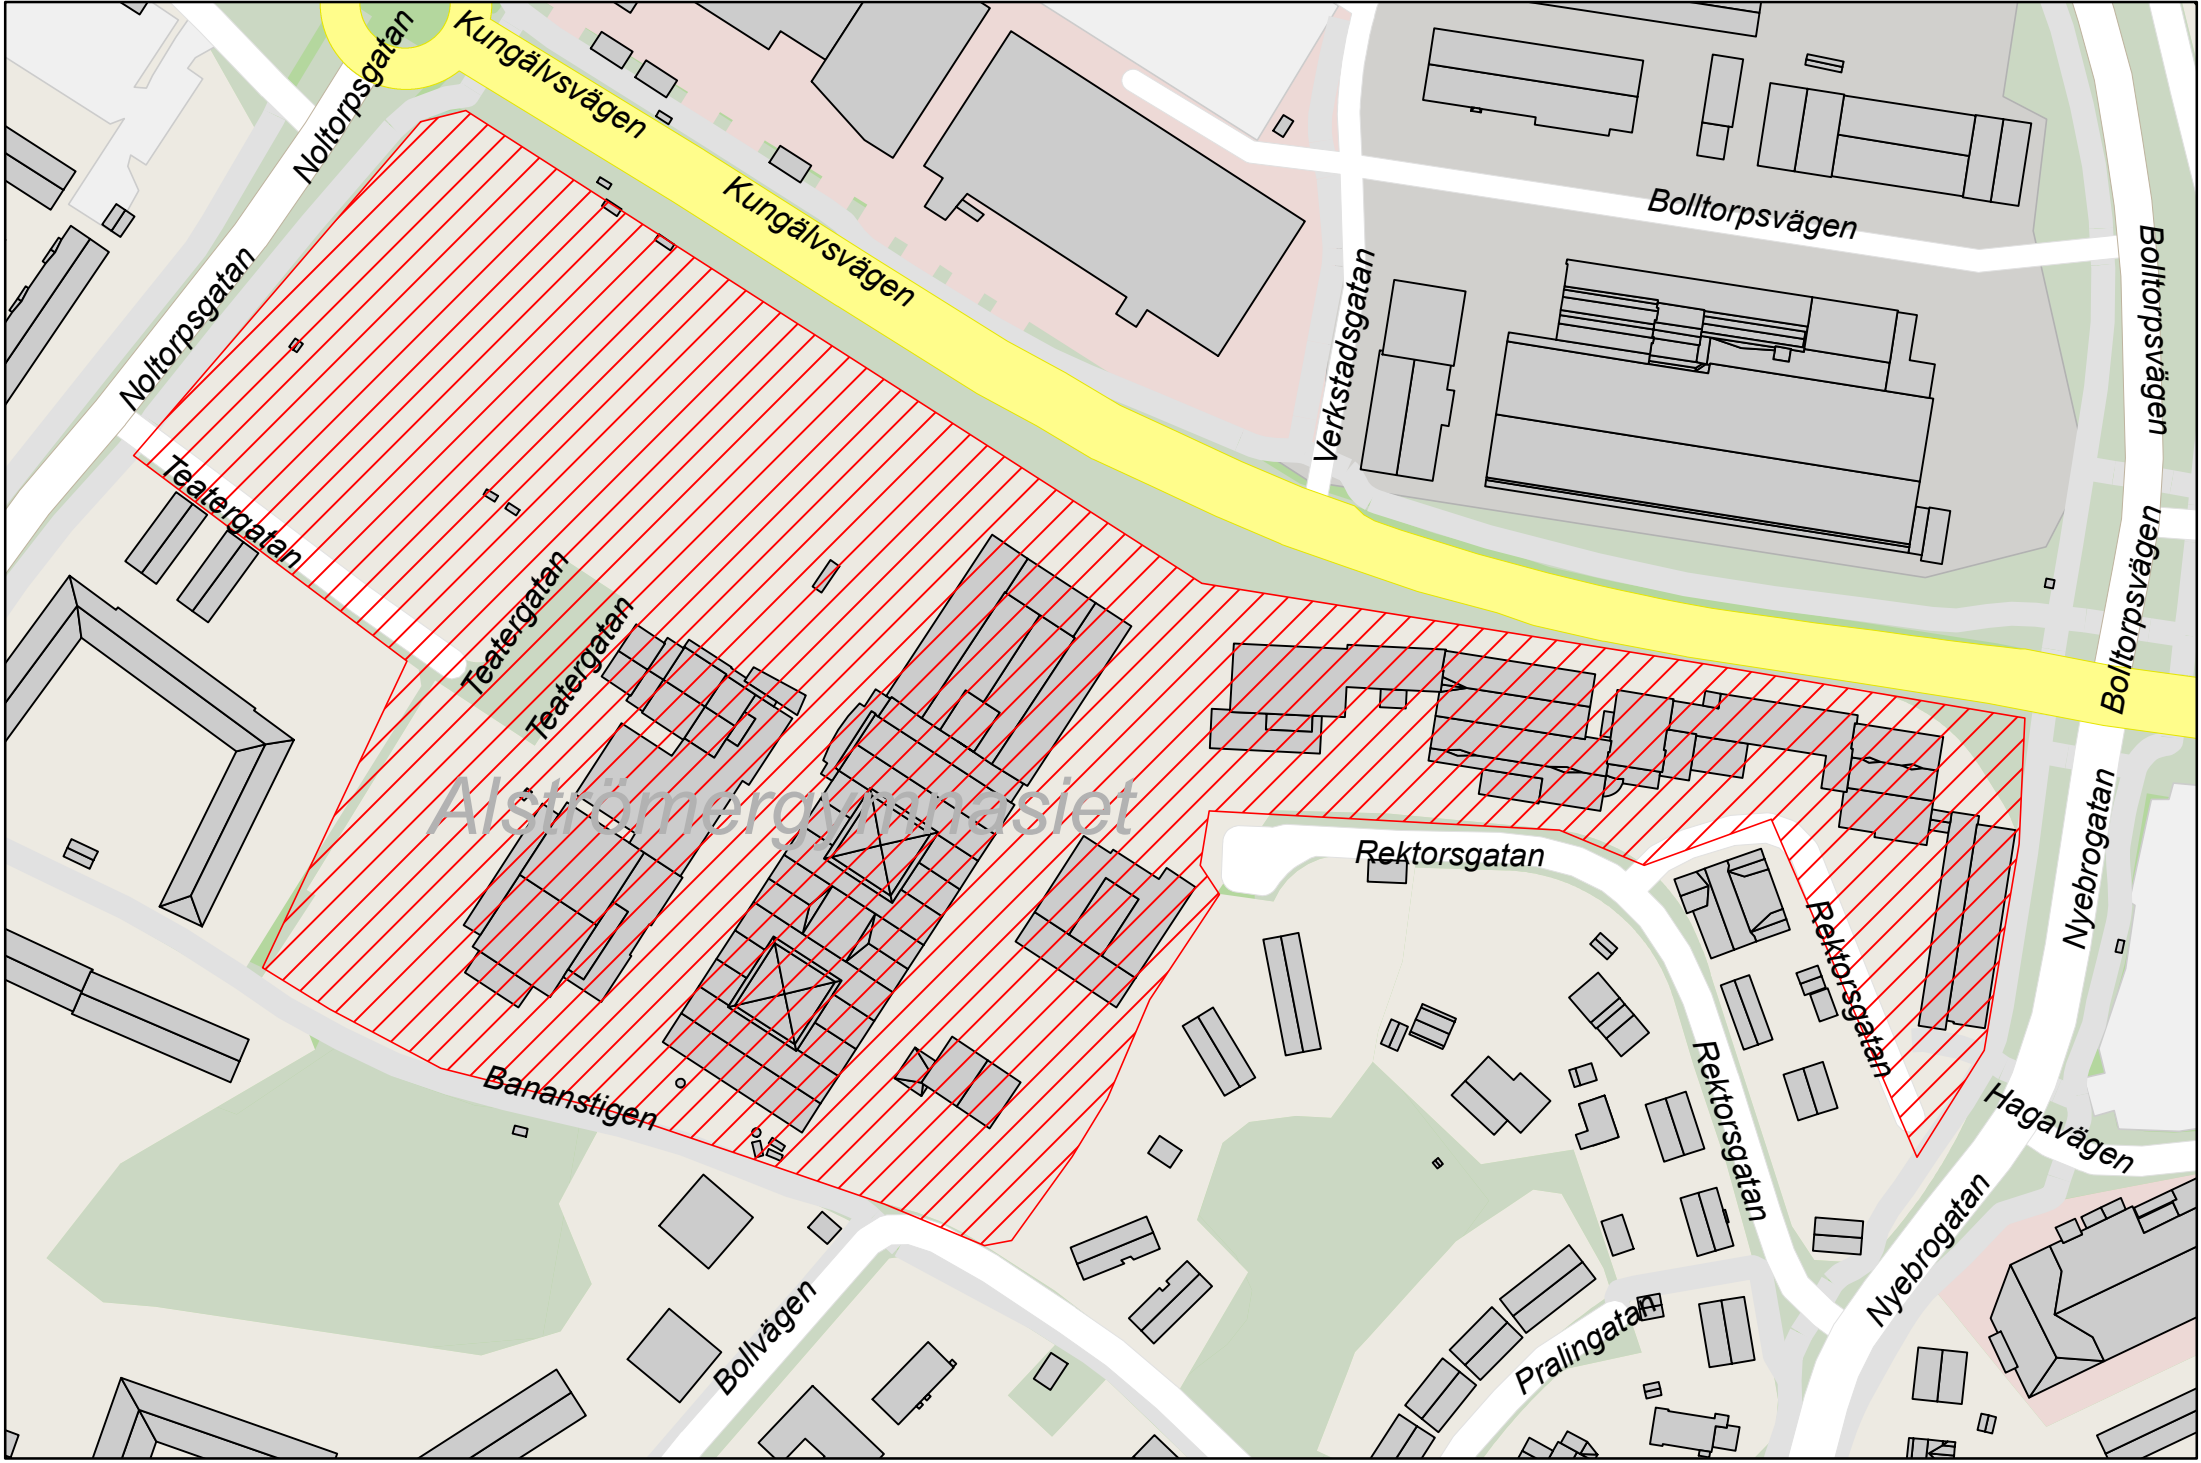 Noltorpsgatan
Kungälvsvägen
Kungälvsvägen
Bolltorpsvägen
Noltorpsgatan
Verkstadsgatan
Bolltorpsvägen
Teatergatan
Teatergatan
Teatergatan
Bolltorpsvägen
Alströmergymnasiet
Rektorsgatan
Nyebrogatan
Rektorsgatan
Bananstigen
Rektorsgatan
Hagavägen
Nyebrogatan
Bollvägen
Pralingatan